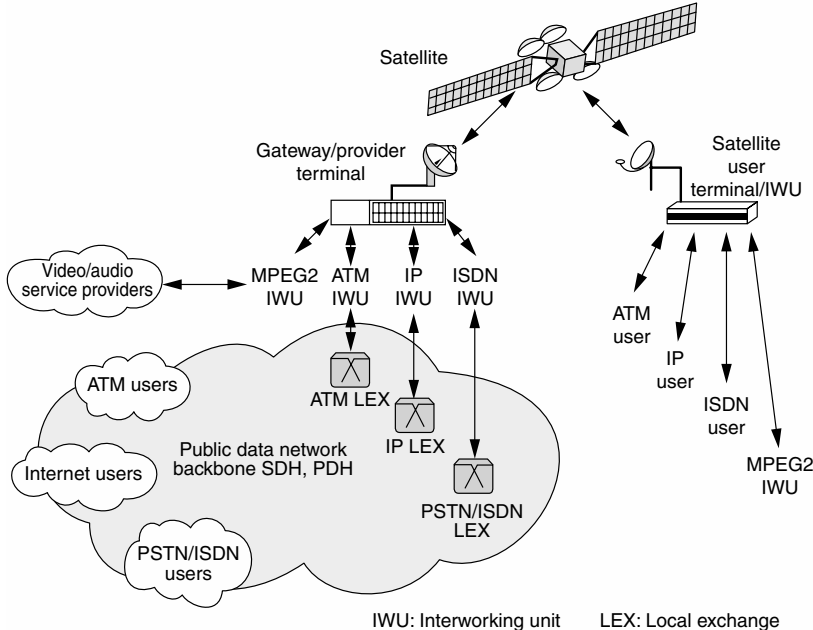 Satellite
Gateway/provider
terminal
Satellite
user
terminal/IWU
Video/audio
service providers
MPEG2
IWU
ATM
IWU
IP
IWU
ISDN
IWU
ATM
user
IP
user
ISDN
user
MPEG2
IWU
ATM users
ATM LEX
IP LEX
Public data network
backbone SDH, PDH
Internet users
PSTN/ISDN
LEX
PSTN/ISDN
users
IWU: Interworking unit
LEX: Local exchange